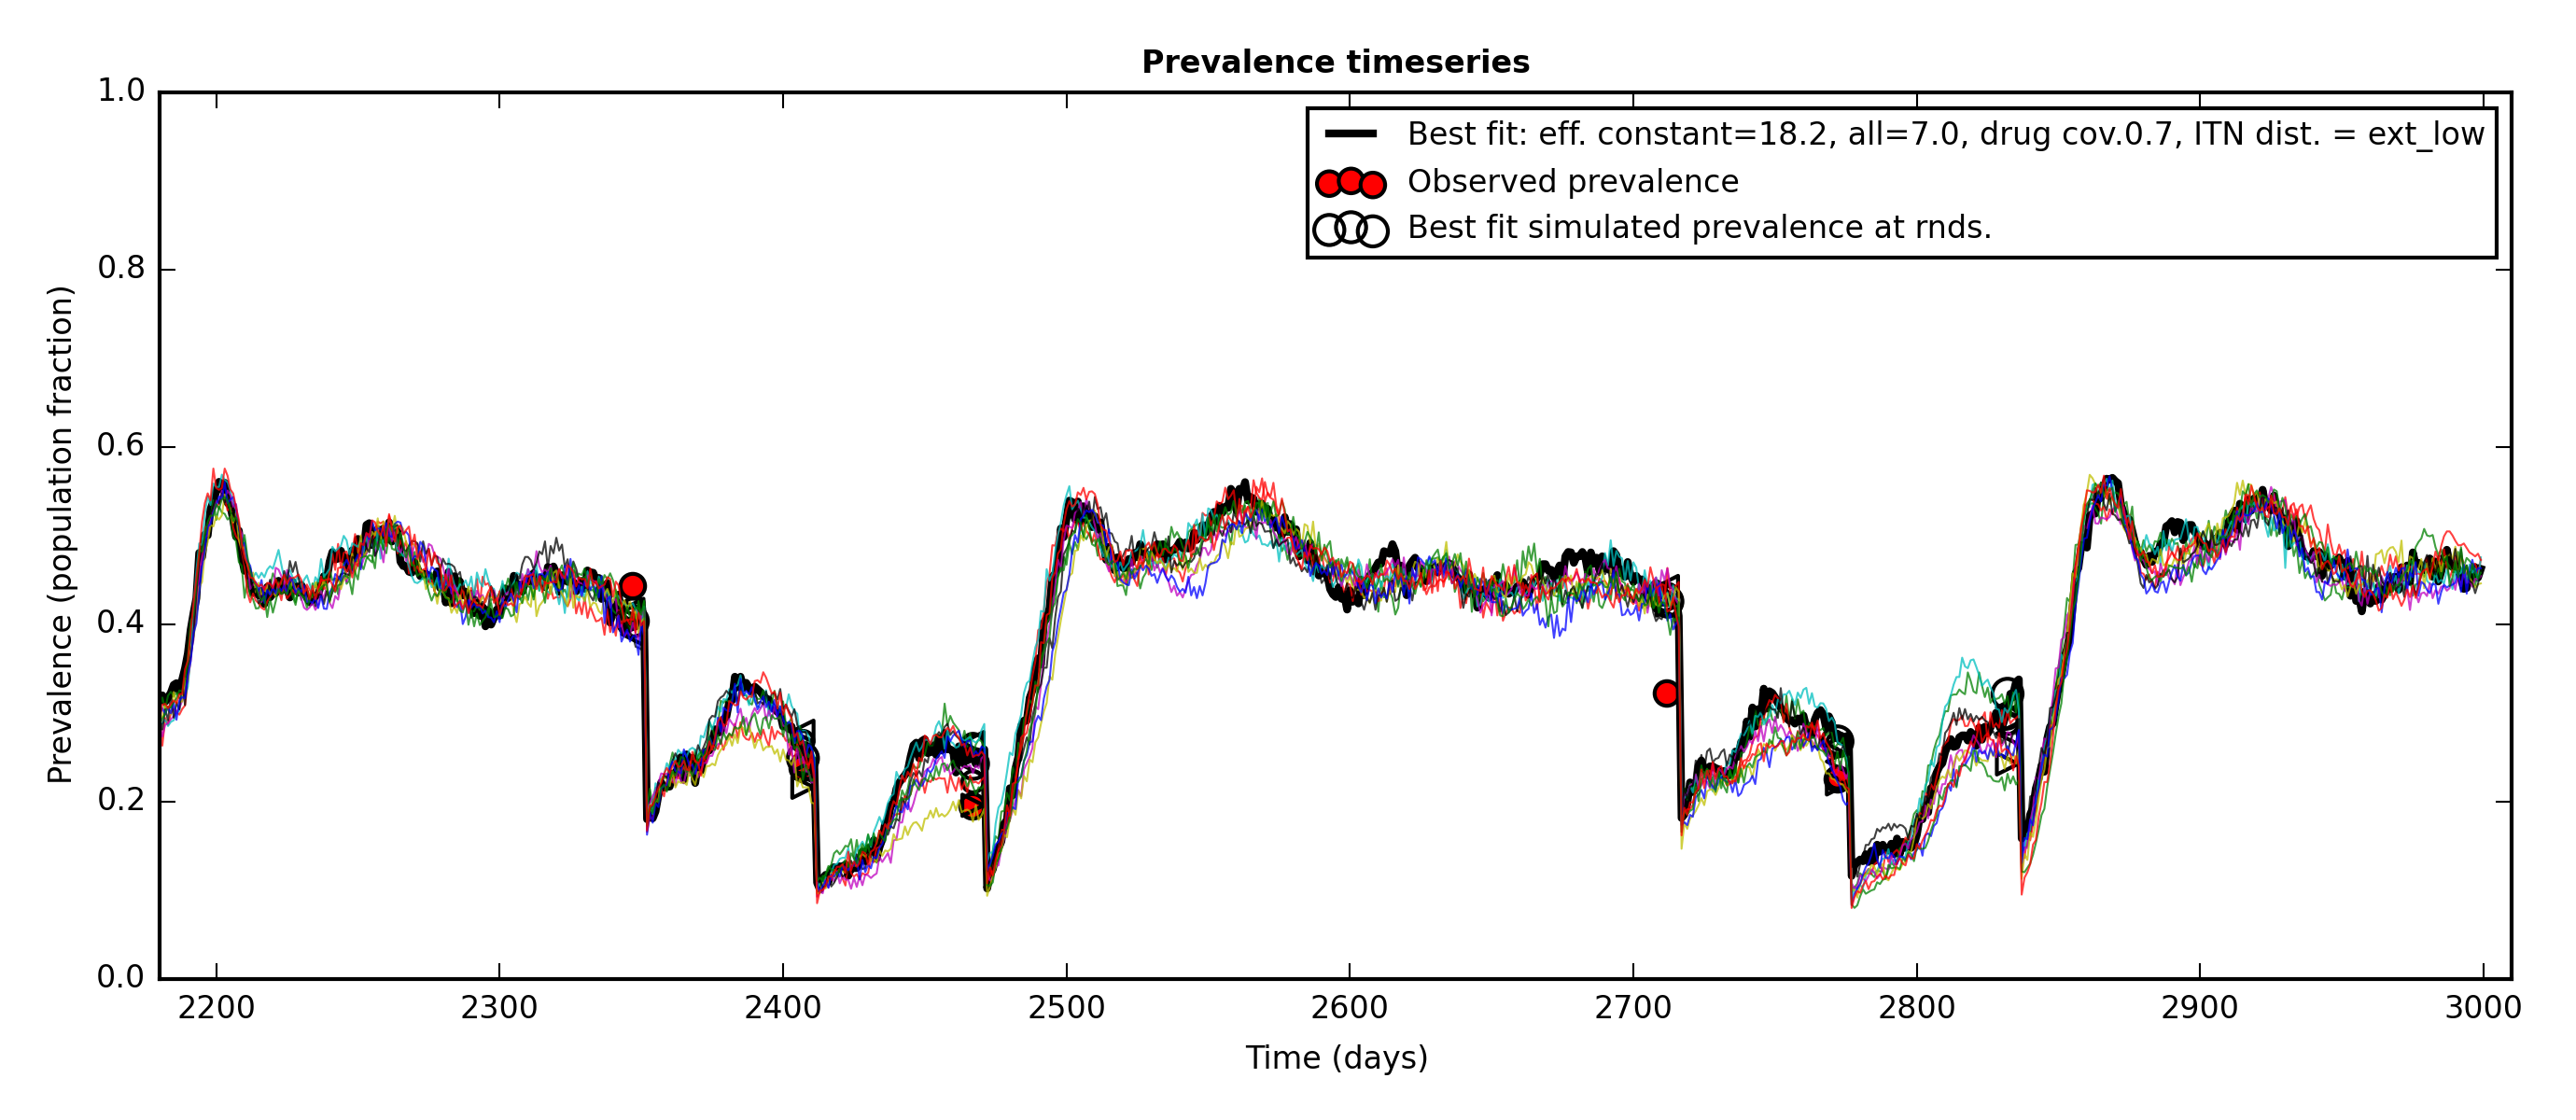 Prevalence timeseries
1.0
0.8
0.6
0.4
0.2
0.0
Prevalence (population fraction)
Best fit: eff. constant=18.2, all=7.0, drug cov.0.7, ITN dist. = ext_low
Observed prevalence
Best fit simulated prevalence at rnds.
2200 2300 2400 2500 2600 2700 2800 2900 3000
Time (days)